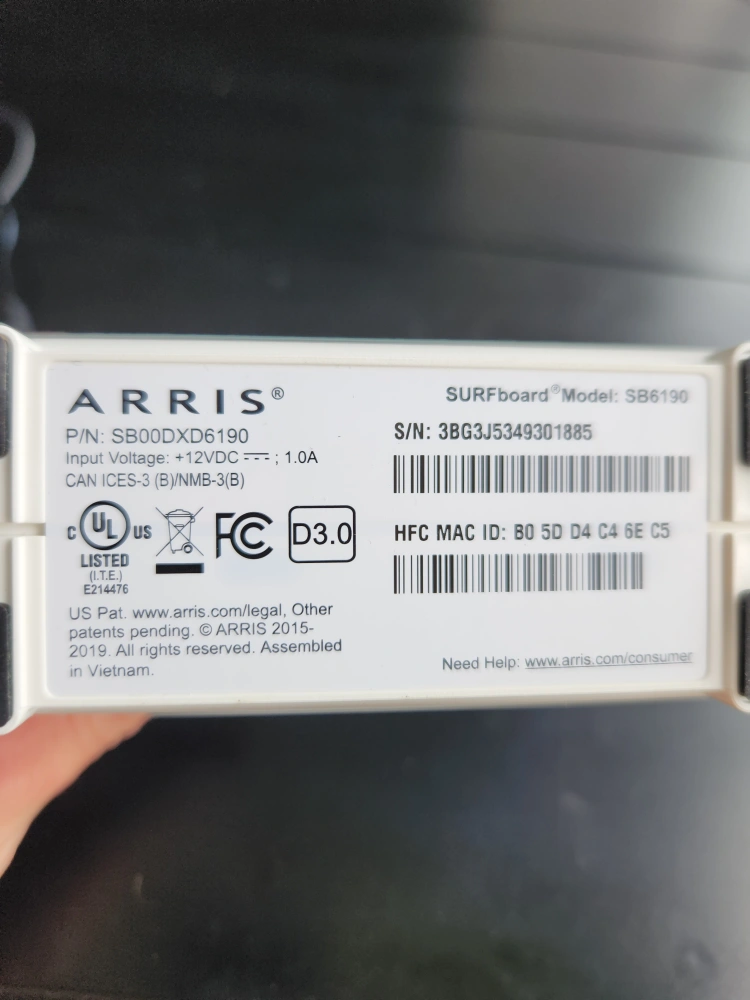 ARRIS®
P/N: SB00DXD6190
Input Voltage: +12VDC ⎓ ; 1.0A
CAN ICES-3 (B)/NMB-3(B)
C UL US
LISTED
(I.T.E.)
E214476
FC
D3.0
US Pat. www.arris.com/legal, Other
patents pending. © ARRIS 2015-
2019. All rights reserved. Assembled
in Vietnam.
SURFboard® Model: SB6190
S/N: 3BG3J5349301885
HFC MAC ID: B0 5D D4 C4 6E C5
Need Help: www.arris.com/consumer